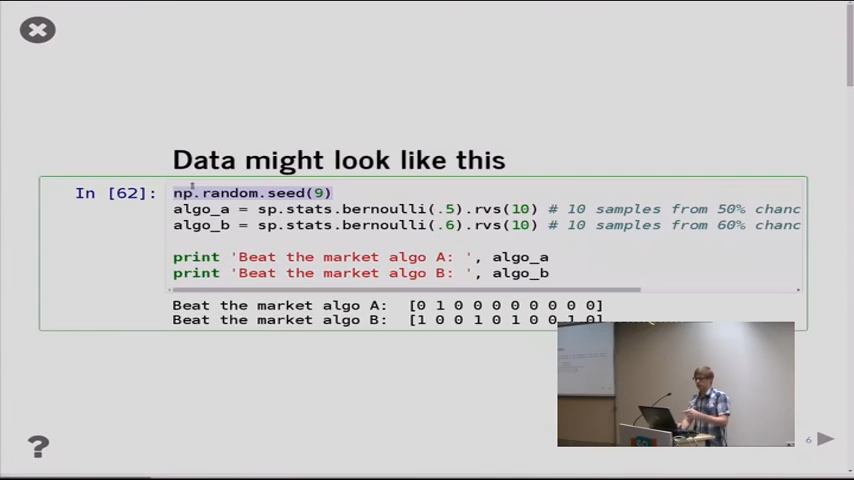 Data might look like this
In [62]:
np.random.seed(9)
algo_a = sp.stats.bernoulli(.5).rvs(10) # 10 samples from 50% chanc
algo_b = sp.stats.bernoulli(.6).rvs(10) # 10 samples from 60% chanc
print 'Beat the market algo A: ', algo_a
print 'Beat the market algo B: ', algo_b
Beat the market algo A: [0 1 0 0 0 0 0 0 0 0]
Beat the market algo B: [1 0 0 1 0 1 0 0 1 0]
?
6